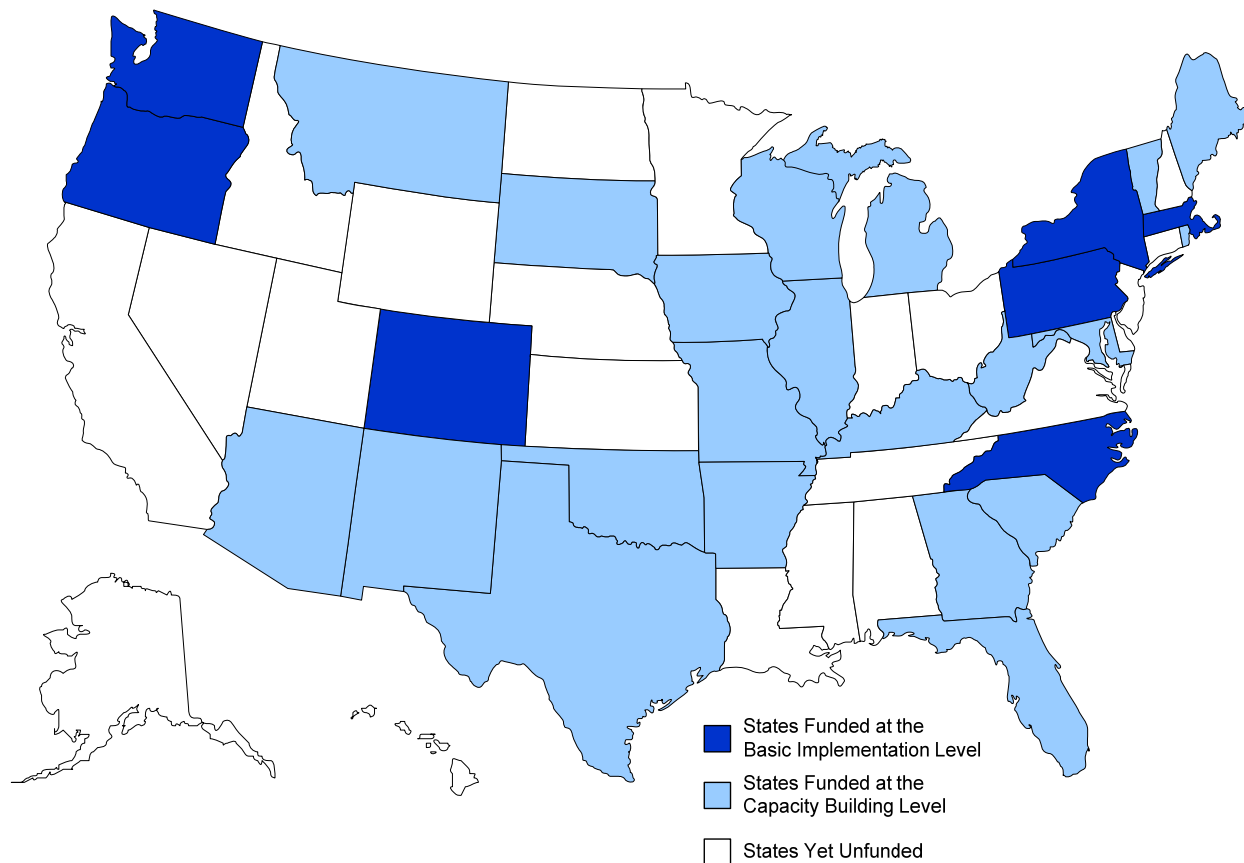 States Funded at the
Basic Implementation Level
States Funded at the
Capacity Building Level
States Yet Unfunded